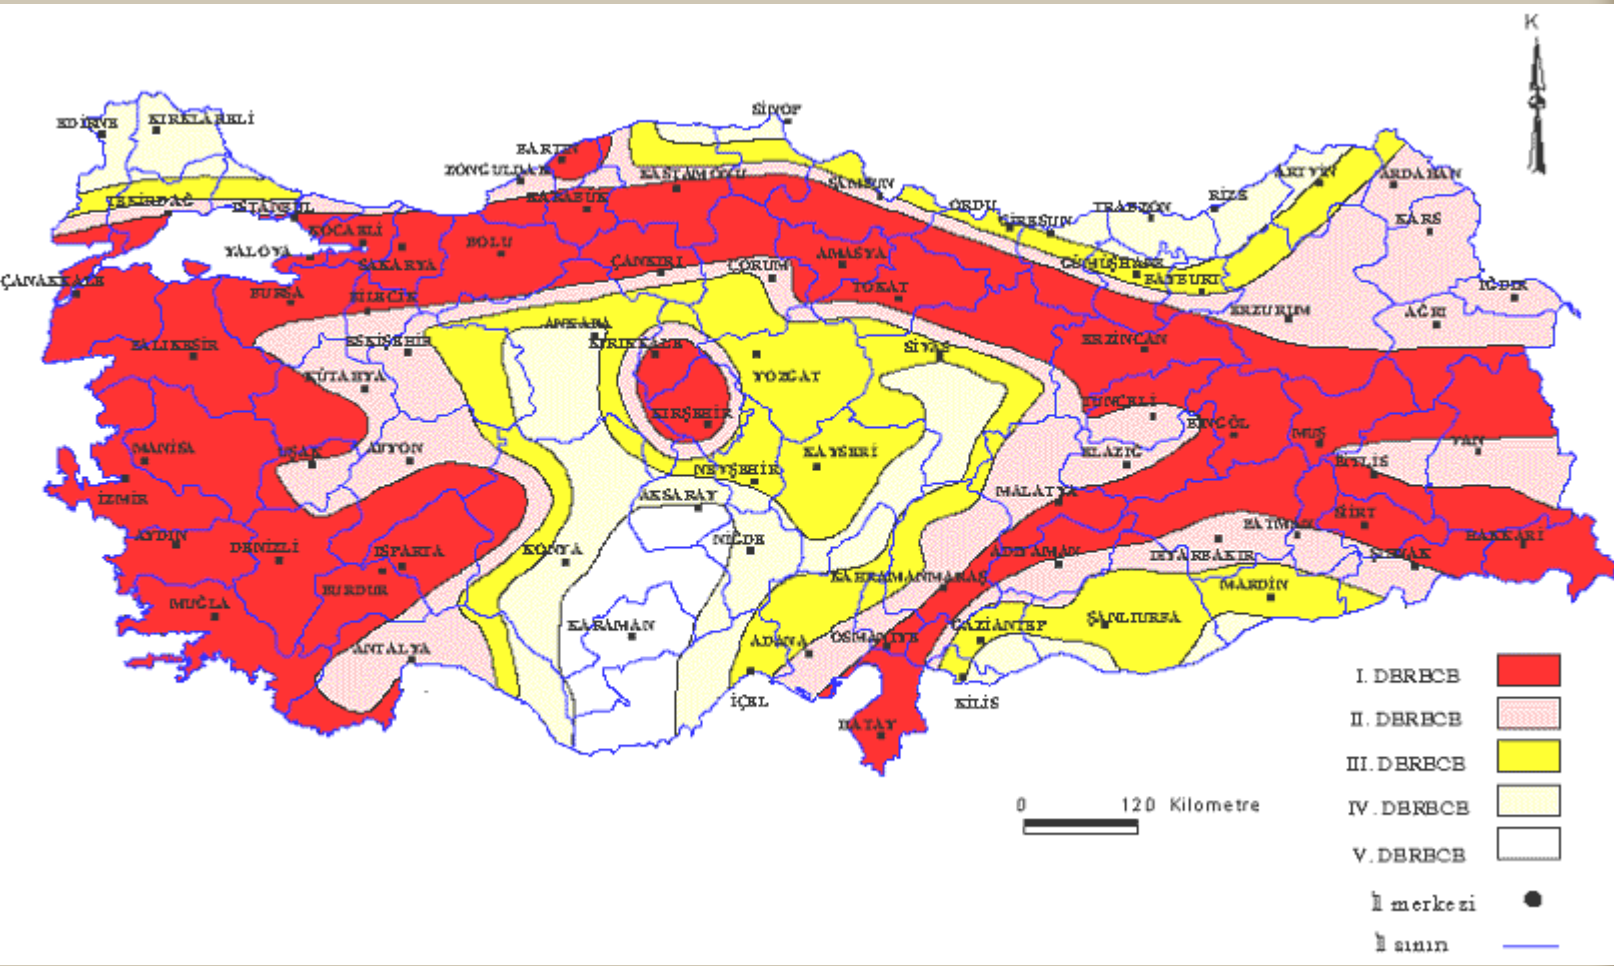 K
SİNOP
EDİRNE
KIRKLARELİ
BARTIN
ZONGULDAK
KASTAMONU
ARTVİN
ARDAHAN
SAMSUN
RİZE
TEKİRDAĞ
İSTANBUL
KARABÜK
ORDU
GİRESUN
TRABZON
KARS
KOCAELİ
YALOVA
SAKARYA
BOLU
ÇANKIRI
ÇORUM
AMASYA
GÜMÜŞHANE
BAYBURT
ÇANAKKALE
BURSA
BİLECİK
TOKAT
IĞDIR
ERZURUM
AĞRI
ANKARA
BALIKESİR
ESKİŞEHİR
KIRIKKALE
SİVAS
ERZİNCAN
KÜTAHYA
YOZGAT
KIRŞEHİR
TUNCELİ
BİNGÖL
MUŞ
VAN
MANİSA
UŞAK
AFYON
KAYSERİ
ELAZIĞ
BİTLİS
NEVŞEHİR
İZMİR
AKSARAY
MALATYA
SİİRT
BATMAN
AYDIN
DENİZLİ
ISPARTA
KONYA
NİĞDE
ADIYAMAN
DİYARBAKIR
ŞIRNAK
HAKKARİ
BURDUR
KAHRAMANMARAŞ
MARDİN
MUĞLA
KARAMAN
ADANA
OSMANİYE
GAZİANTEP
ŞANLIURFA
ANTALYA
İÇEL
KİLİS
HATAY
I. DERECE
II. DERECE
III. DERECE
IV. DERECE
V. DERECE
0 120 Kilometre
İl merkezi
İl sınırı